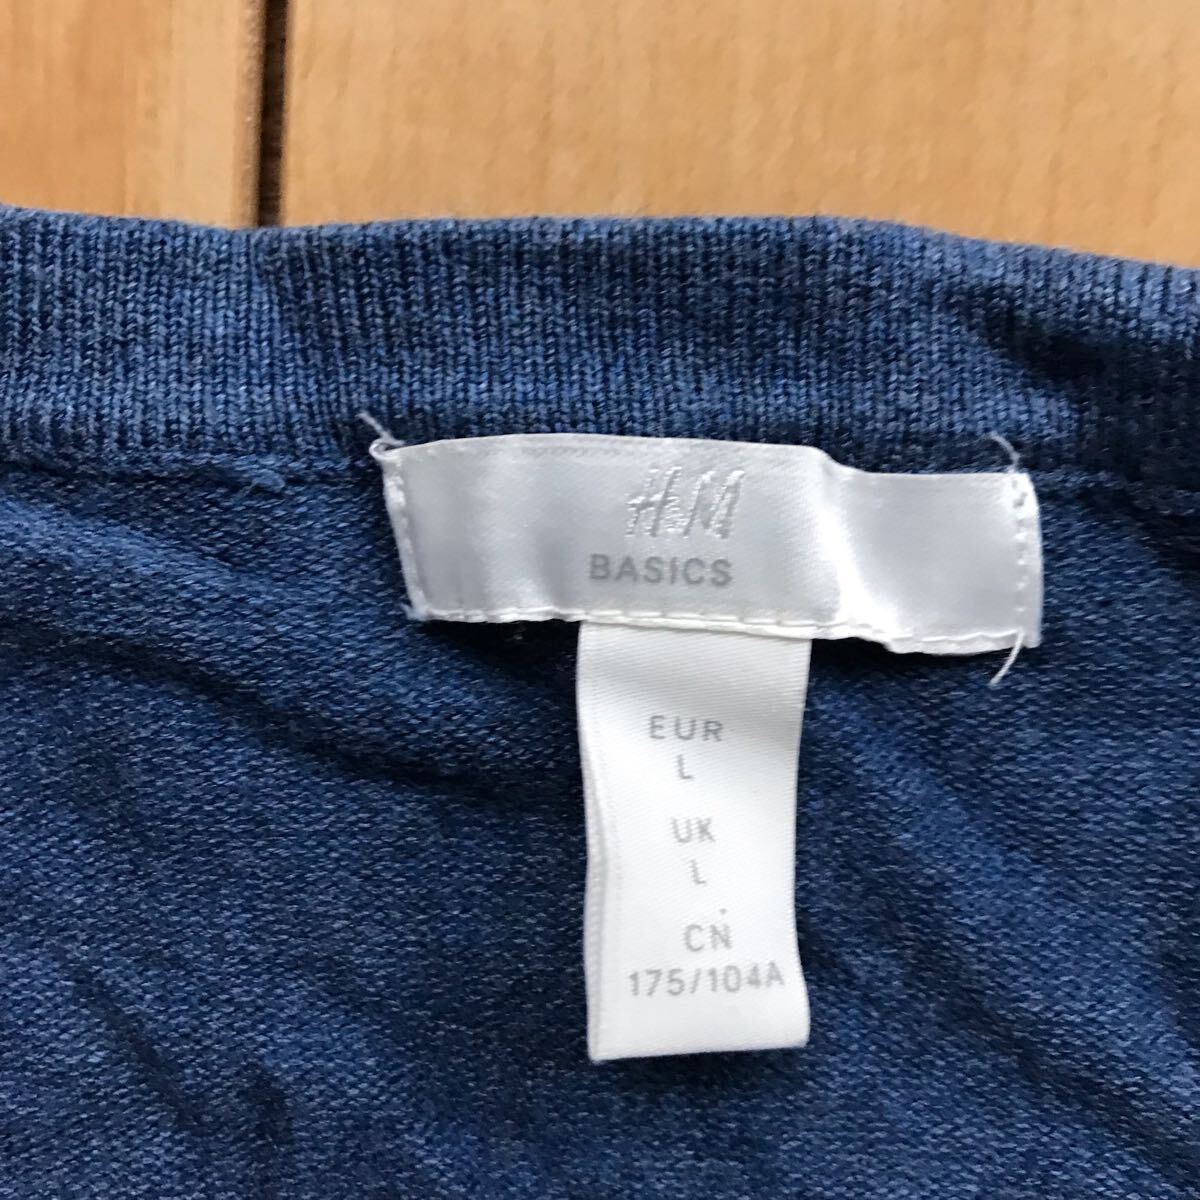 H&M
BASICS
EUR
L
UK
L
CN
175/104A